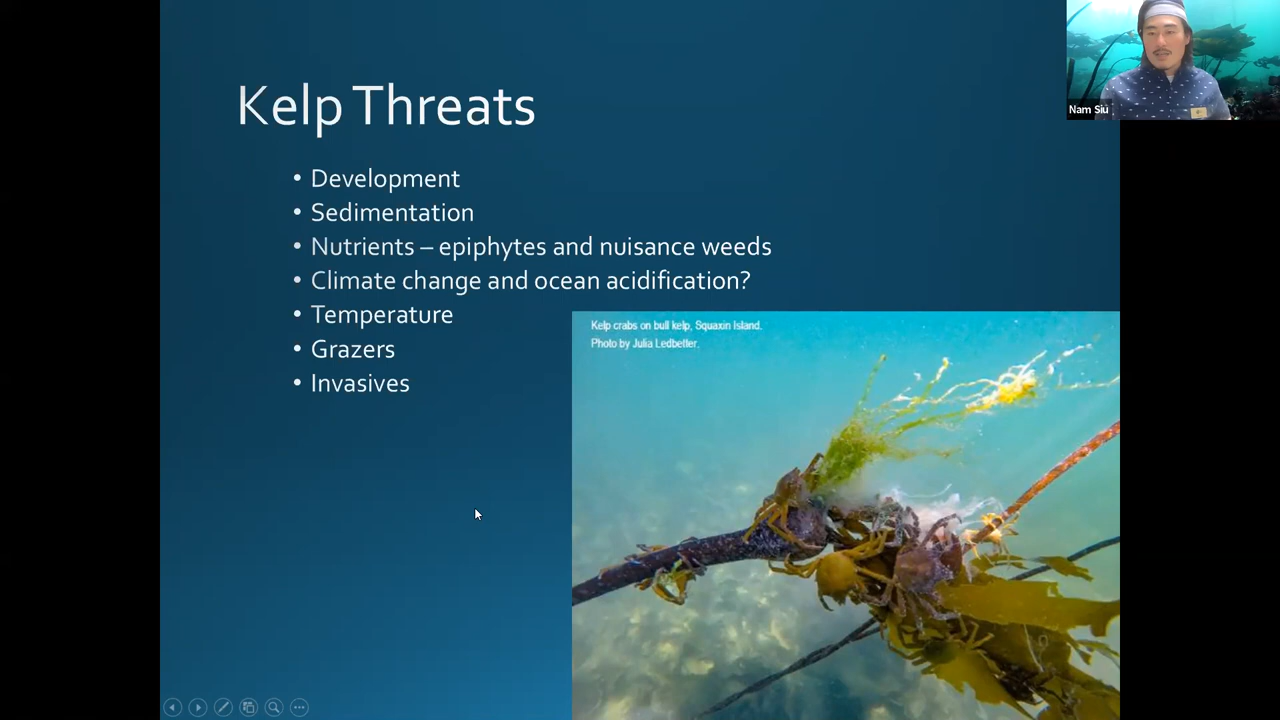 Kelp Threats
• Development
• Sedimentation
• Nutrients – epiphytes and nuisance weeds
• Climate change and ocean acidification?
• Temperature
• Grazers
• Invasives
Kelp crabs on bull kelp, Squaxin Island.
Photo by Julia Ledbetter.
Nam Siu